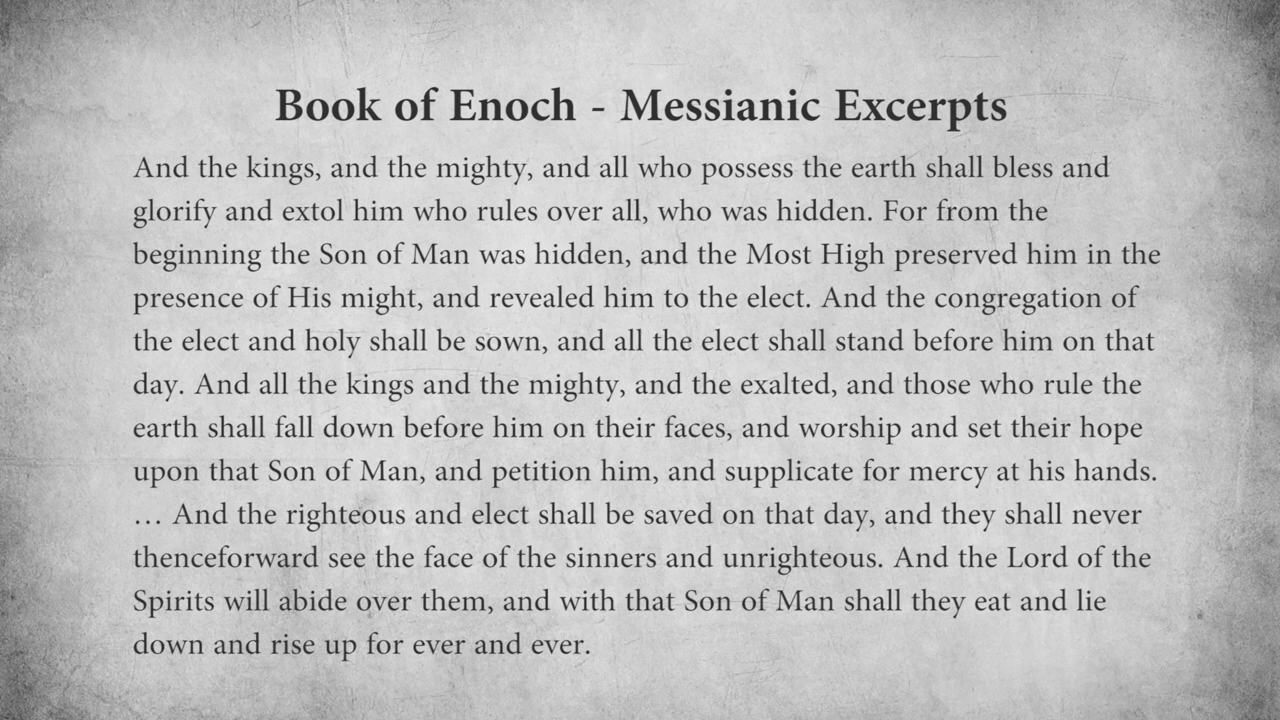 Book of Enoch - Messianic Excerpts
And the kings, and the mighty, and all who possess the earth shall bless and
glorify and extol him who rules over all, who was hidden. For from the
beginning the Son of Man was hidden, and the Most High preserved him in the
presence of His might, and revealed him to the elect. And the congregation of
the elect and holy shall be sown, and all the elect shall stand before him on that
day. And all the kings and the mighty, and the exalted, and those who rule the
earth shall fall down before him on their faces, and worship and set their hope
upon that Son of Man, and petition him, and supplicate for mercy at his hands.
… And the righteous and elect shall be saved on that day, and they shall never
thenceforward see the face of the sinners and unrighteous. And the Lord of the
Spirits will abide over them, and with that Son of Man shall they eat and lie
down and rise up for ever and ever.